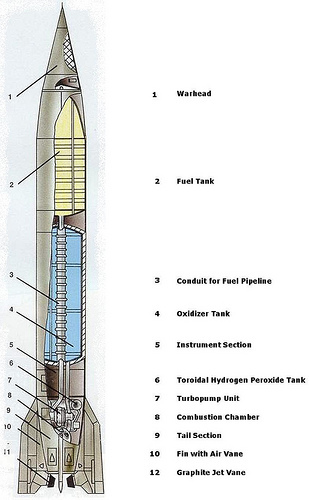 1 Warhead
2 Fuel Tank
3 Conduit for Fuel Pipeline
4 Oxidizer Tank
5 Instrument Section
6 Toroidal Hydrogen Peroxide Tank
7 Turbopump Unit
8 Combustion Chamber
9 Tail Section
10 Fin with Air Vane
12 Graphite Jet Vane
1
2
3
4
5
6
7
8
9
10
11